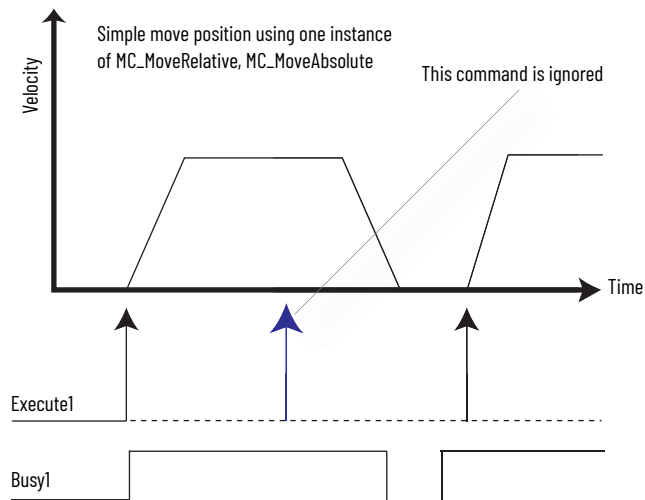 Simple move position using one instance
of MC_MoveRelative, MC_MoveAbsolute
This command is ignored
Velocity
Time
Execute1
Busy1